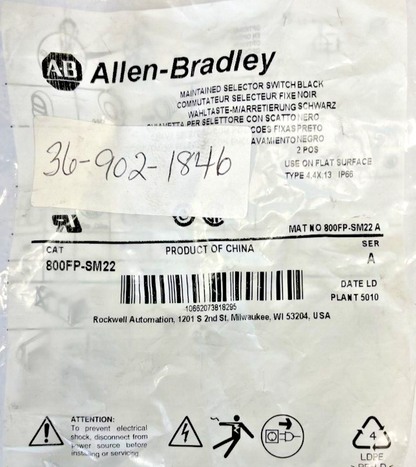 AB Allen-Bradley
MAINTAINED SELECTOR SWITCH BLACK
COMMUTATEUR SELECTEUR FIXE NOIR
WAHLTASTE-M/ARRETIERUNG SCHWARZ
PER SELETTORE CON SCATTO NERO
COES FIXAS PRETO
AVAMIENTO NEGRO
2 POS
36-902-1846
USE ON FLAT SURFACE
TYPE 4,4X,13 IP66
MAT NO 800FP-SM22 A
CAT PRODUCT OF CHINA SER
800FP-SM22 A
10662073818295
DATE LD
PLANT 5010
Rockwell Automation, 1201 S 2nd St, Milwaukee, WI 53204, USA
ATTENTION:
To prevent electrical
shock, disconnect from
power source before
installing or servicing
4
LDPE
>PE-LD<